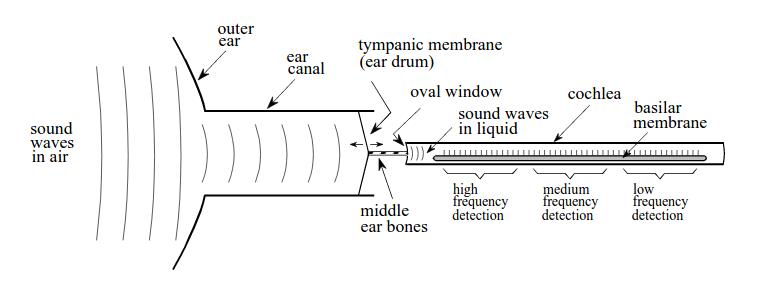 outer
ear
ear
canal
tympanic membrane
(ear drum)
oval window
sound waves
in liquid
cochlea
basilar
membrane
sound
waves
in air
middle
ear bones
high
frequency
detection
medium
frequency
detection
low
frequency
detection